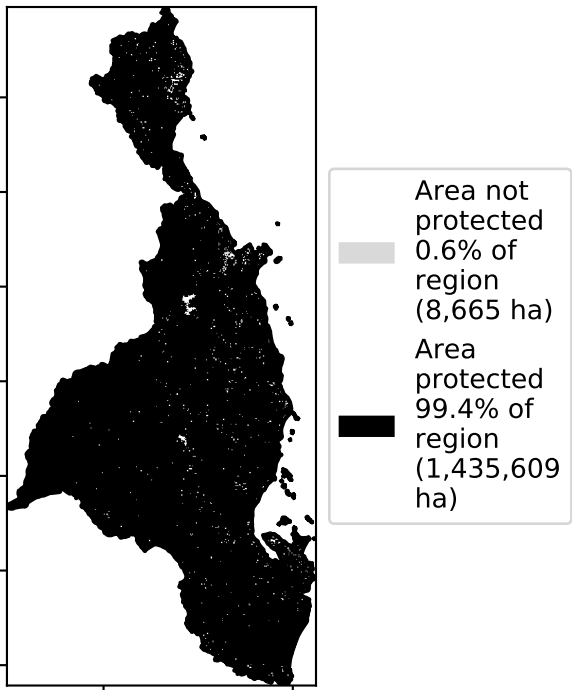 Area not
protected
0.6% of
region
(8,665 ha)
Area
protected
99.4% of
region
(1,435,609
ha)